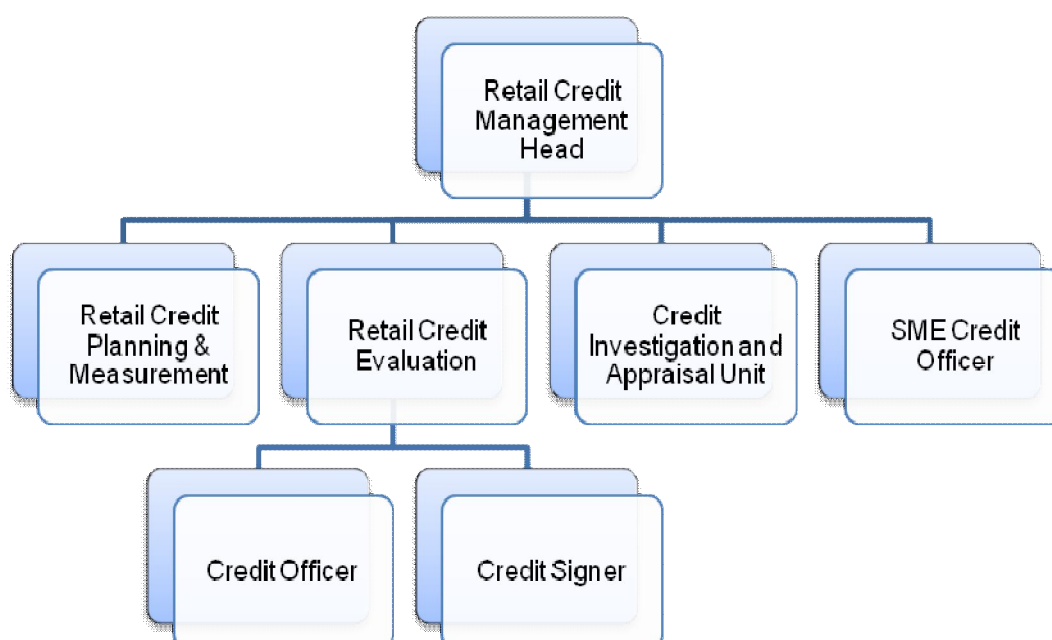 Retail Credit
Management
Head
Retail Credit
Planning &
Measurement
Retail Credit
Evaluation
Credit
Investigation and
Appraisal Unit
SME Credit
Officer
Credit Officer
Credit Signer